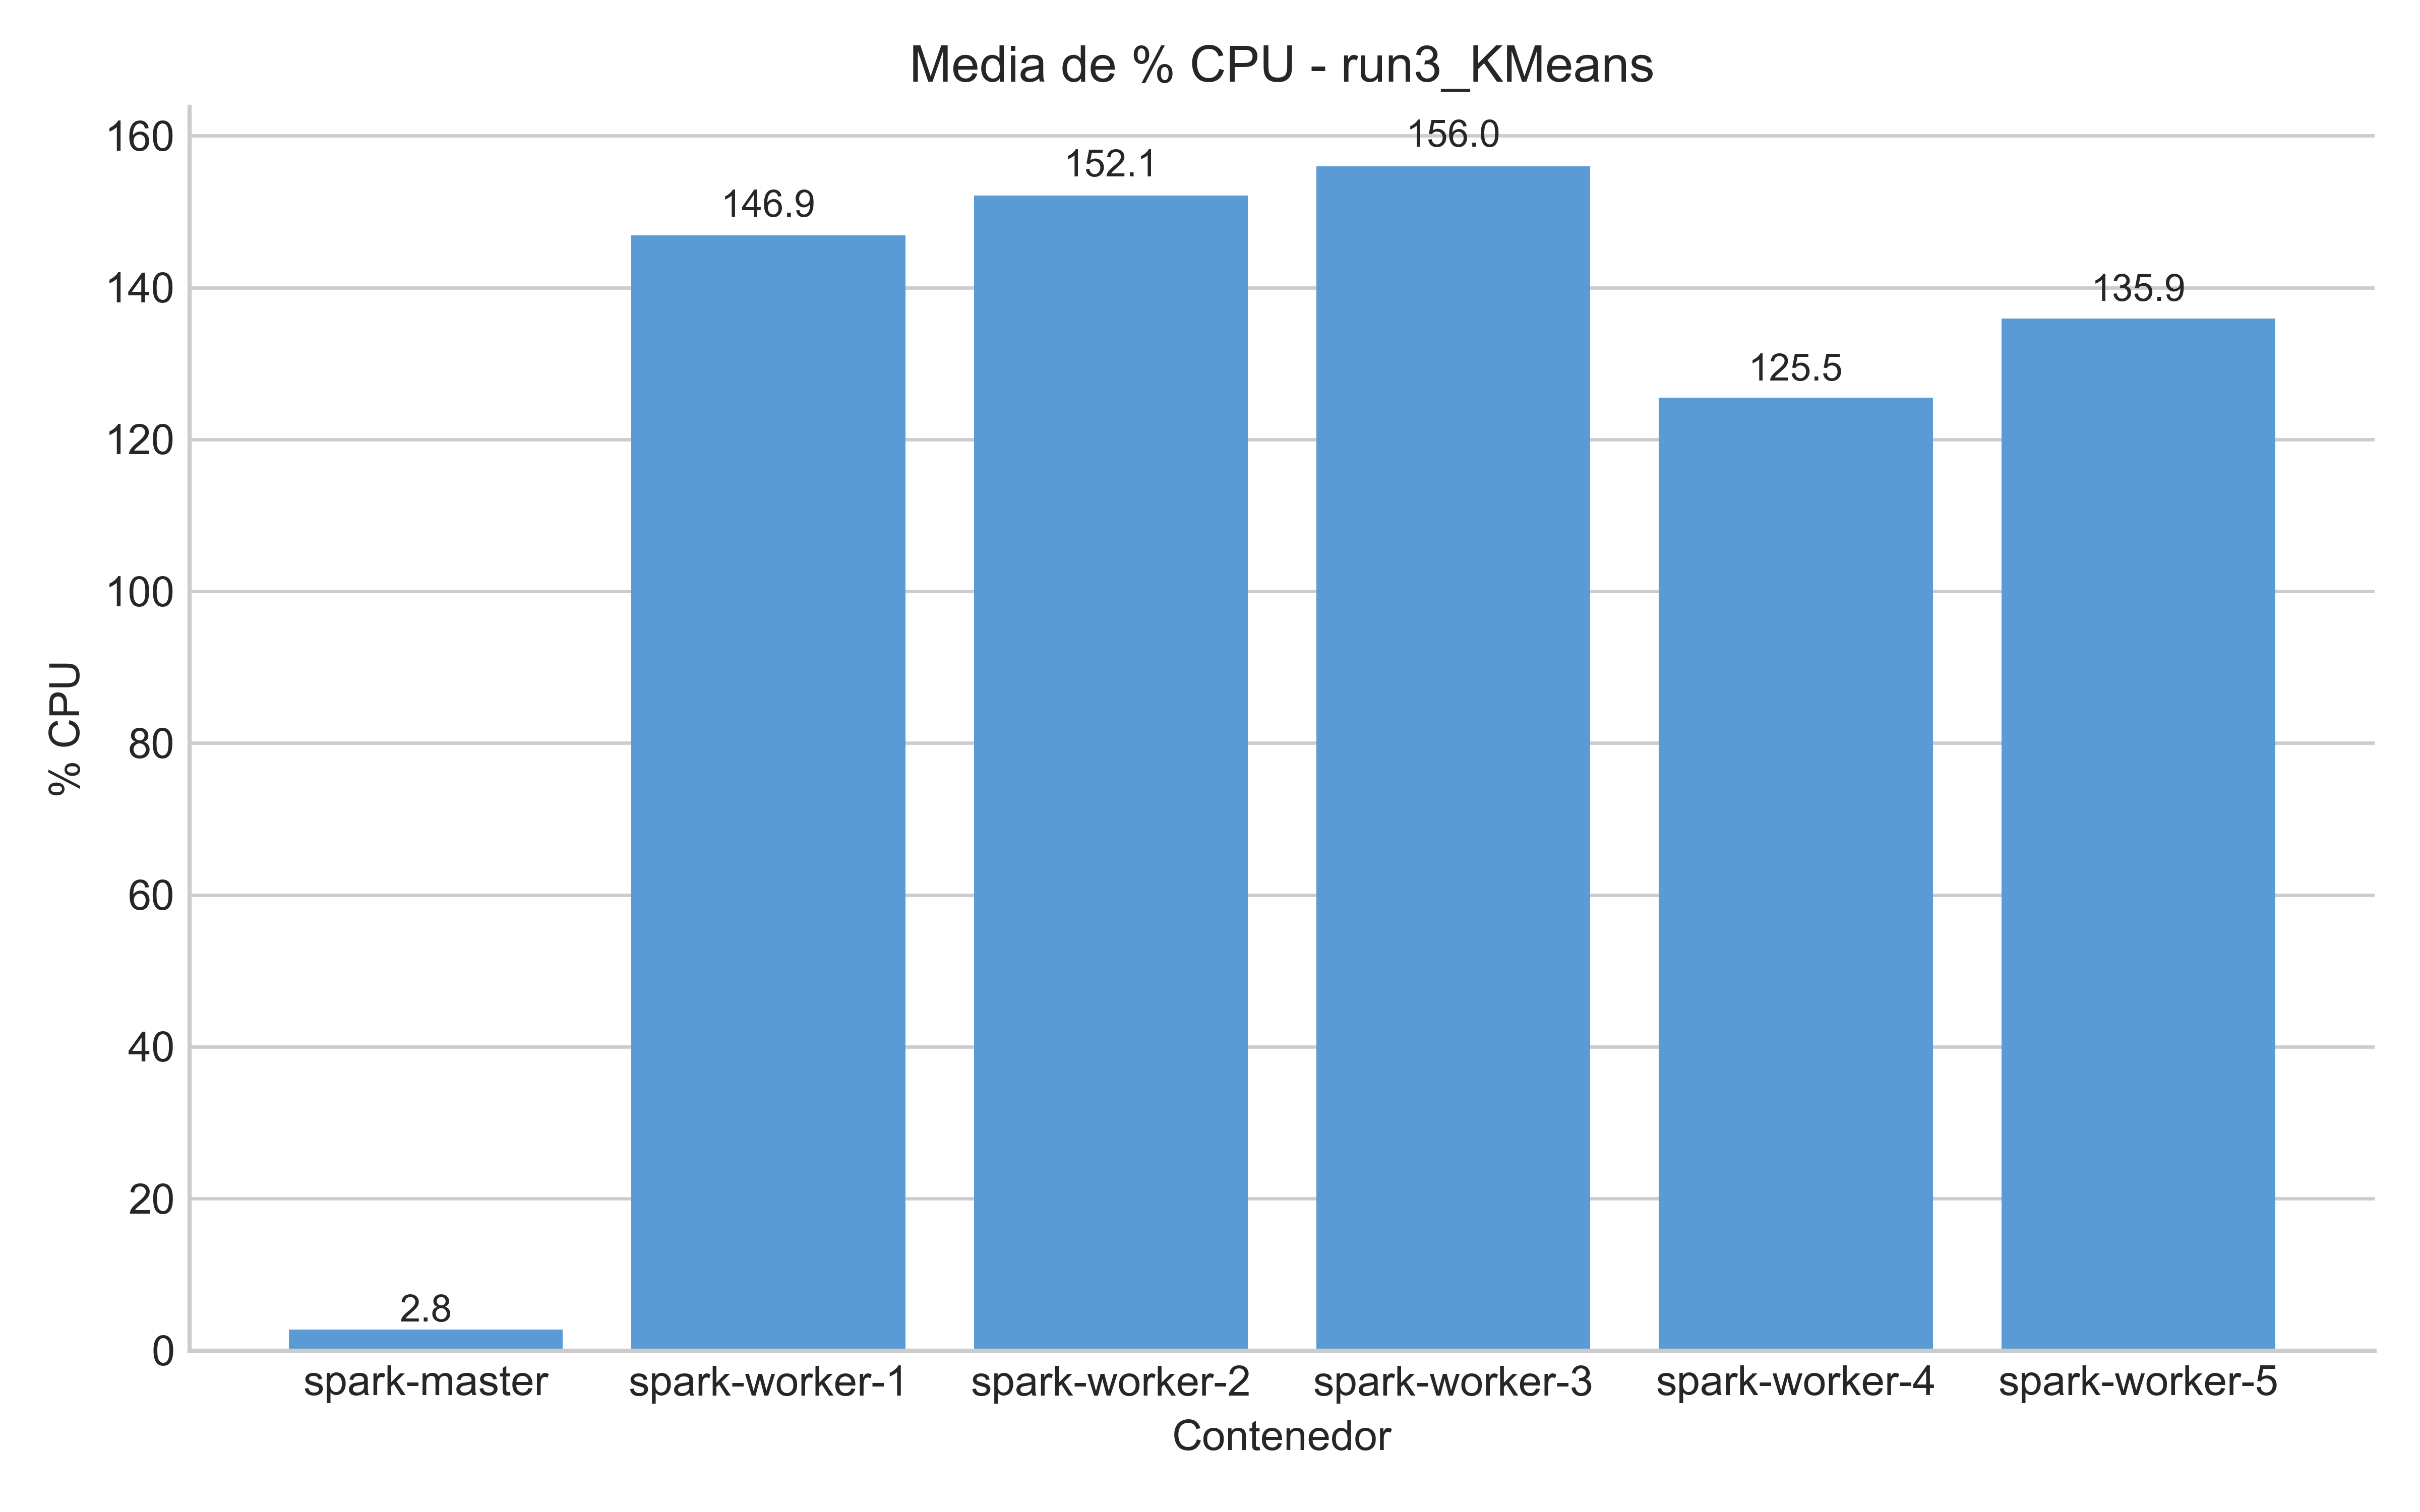 Media de % CPU - run3_KMeans
160
140
120
100
80
60
40
20
0
% CPU
2.8
146.9
152.1
156.0
125.5
135.9
spark-master
spark-worker-1
spark-worker-2
spark-worker-3
spark-worker-4
spark-worker-5
Contenedor